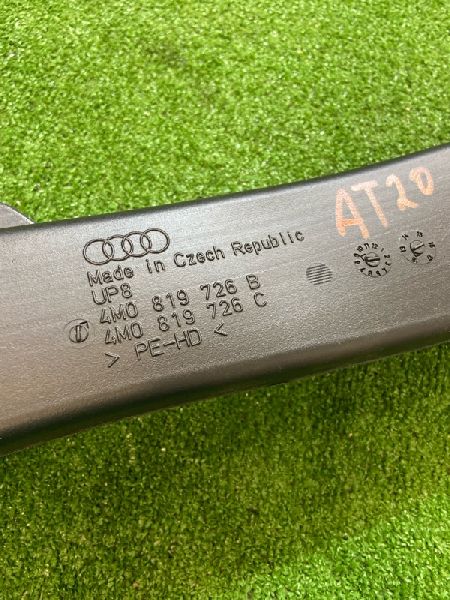 AT20
Made in Czech Republic
UP8
4M0 819 726 B
4M0 819 726 C
> PE-HD <